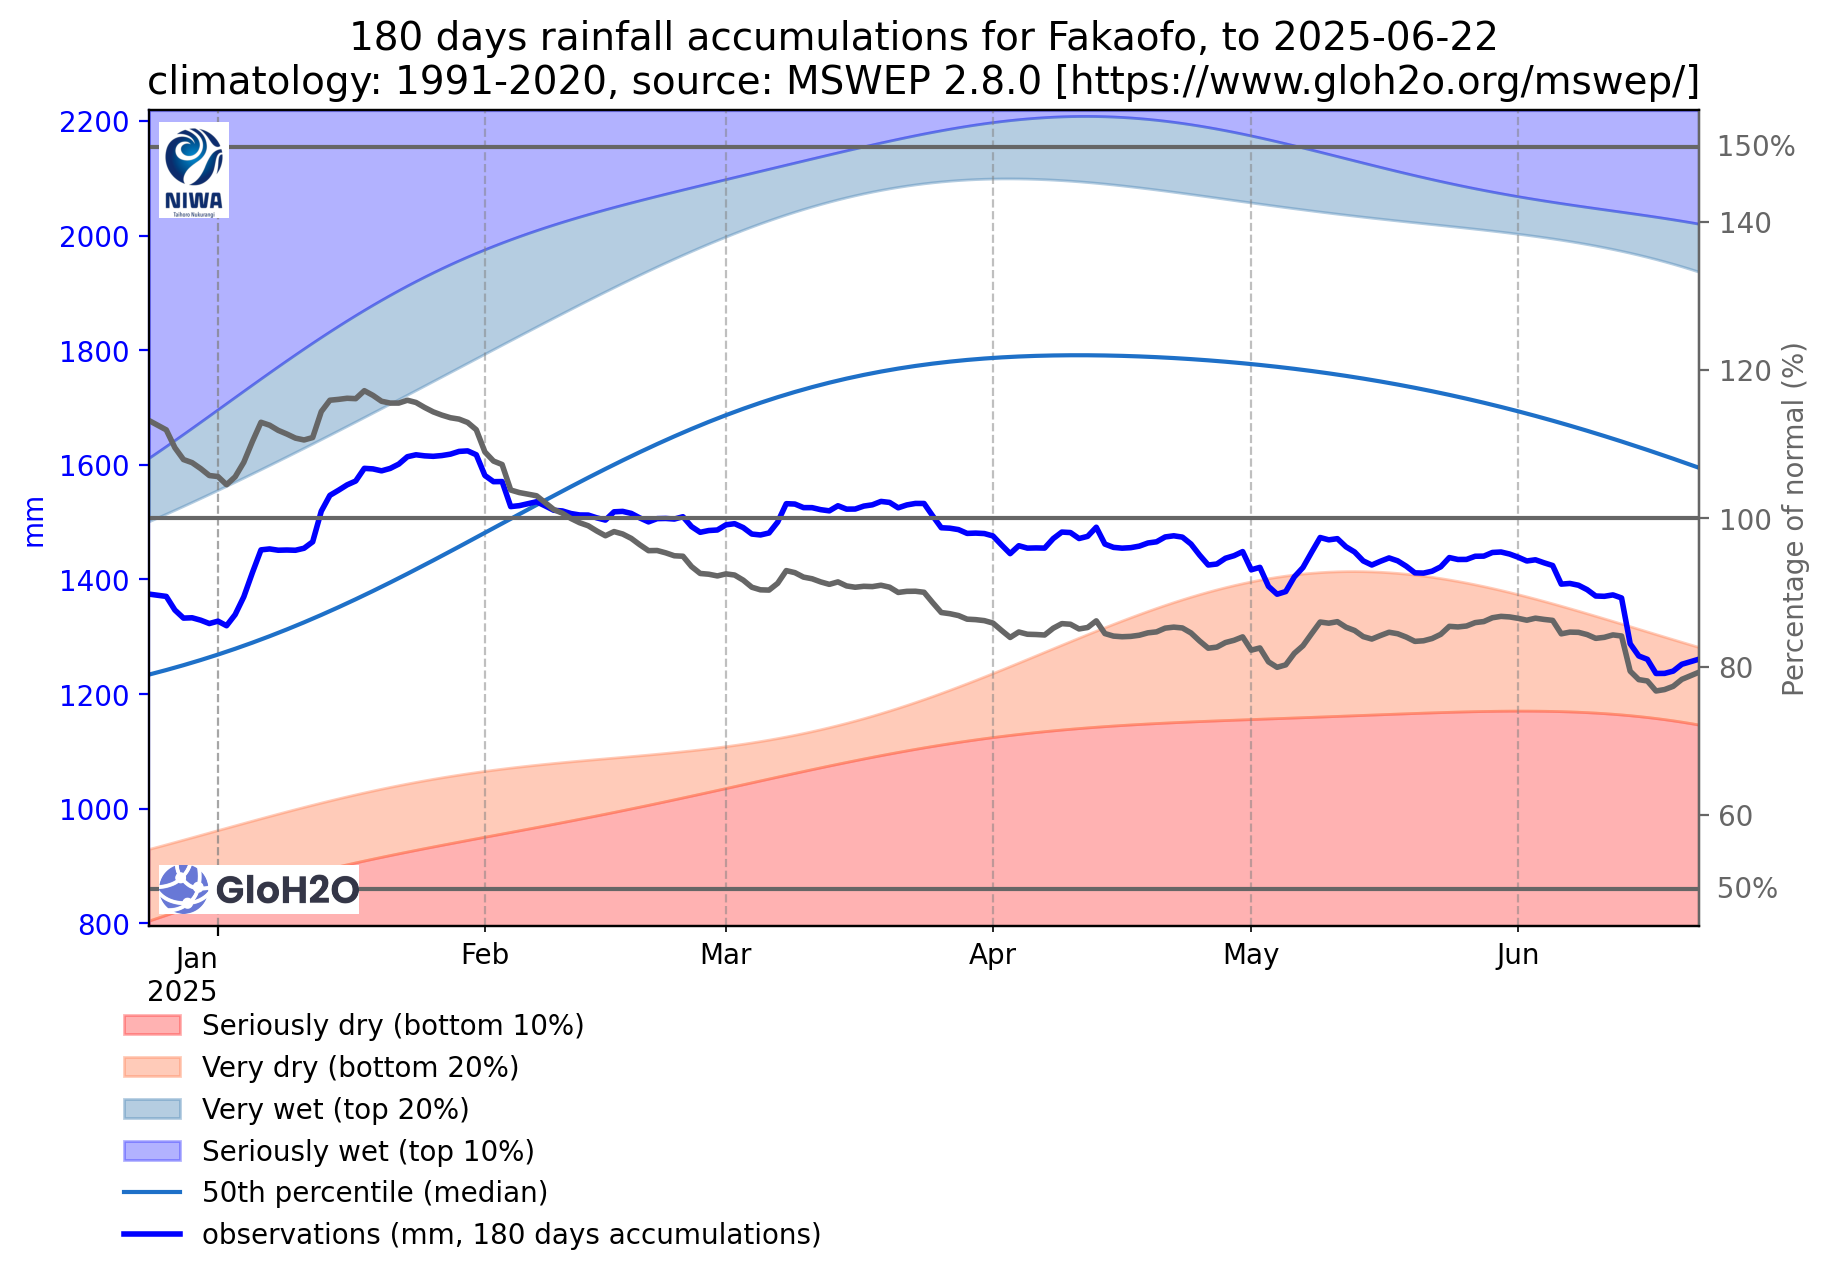 180 days rainfall accumulations for Fakaofo, to 2025-06-22
climatology: 1991-2020, source: MSWEP 2.8.0 [https://www.gloh2o.org/mswep/]
2200
2000
1800
1600
1400
1200
1000
800
mm
NIWA
Taihoro Nukurangi
GloH2O
150%
140
120
100
80
60
50%
Percentage of normal (%)
Jan
2025
Feb
Mar
Apr
May
Jun
Seriously dry (bottom 10%)
Very dry (bottom 20%)
Very wet (top 20%)
Seriously wet (top 10%)
50th percentile (median)
observations (mm, 180 days accumulations)